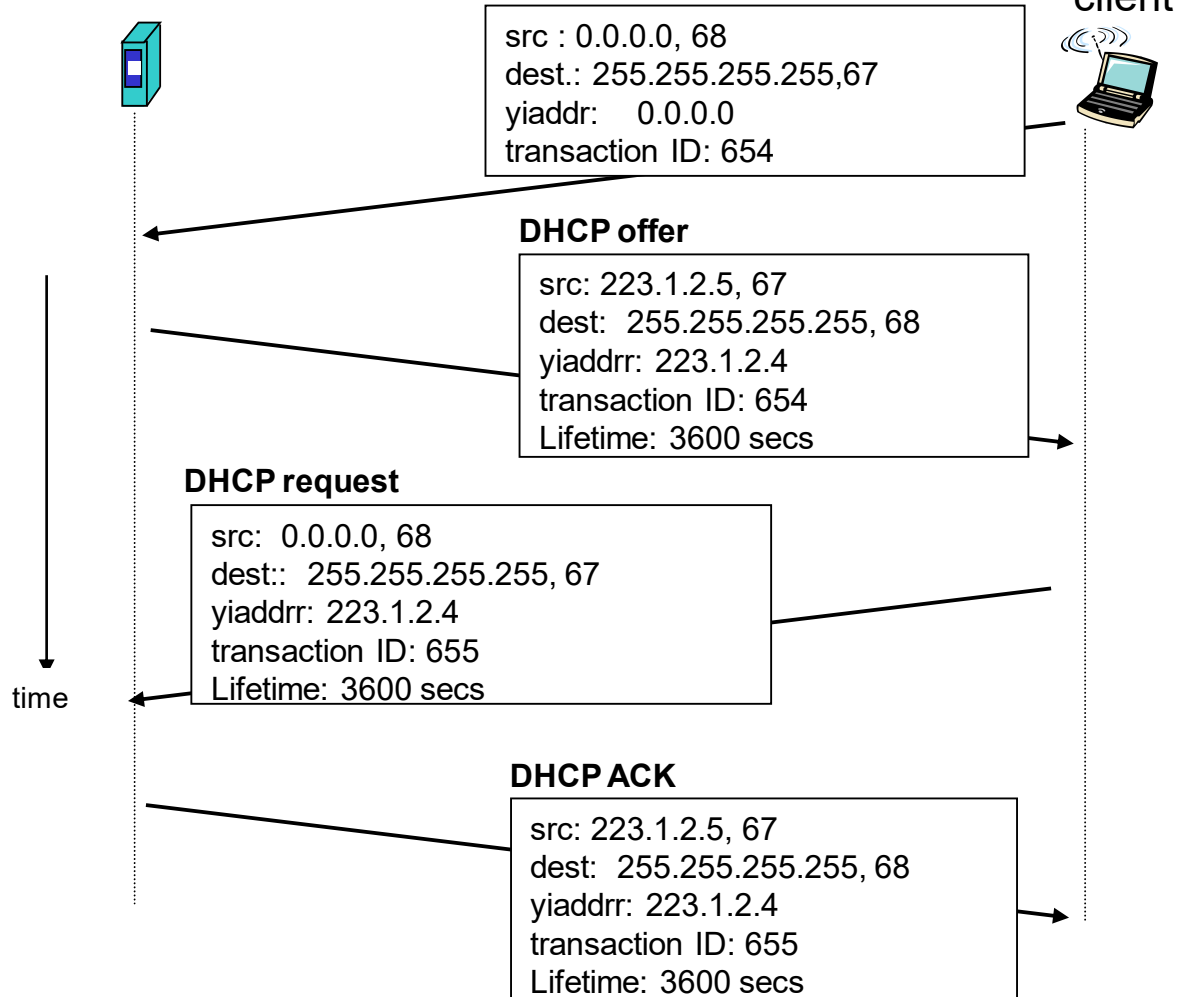 client
src : 0.0.0.0, 68
dest.: 255.255.255.255,67
yiaddr: 0.0.0.0
transaction ID: 654
DHCP offer
src: 223.1.2.5, 67
dest: 255.255.255.255, 68
yiaddrr: 223.1.2.4
transaction ID: 654
Lifetime: 3600 secs
DHCP request
src: 0.0.0.0, 68
dest:: 255.255.255.255, 67
yiaddrr: 223.1.2.4
transaction ID: 655
Lifetime: 3600 secs
time
DHCP ACK
src: 223.1.2.5, 67
dest: 255.255.255.255, 68
yiaddrr: 223.1.2.4
transaction ID: 655
Lifetime: 3600 secs